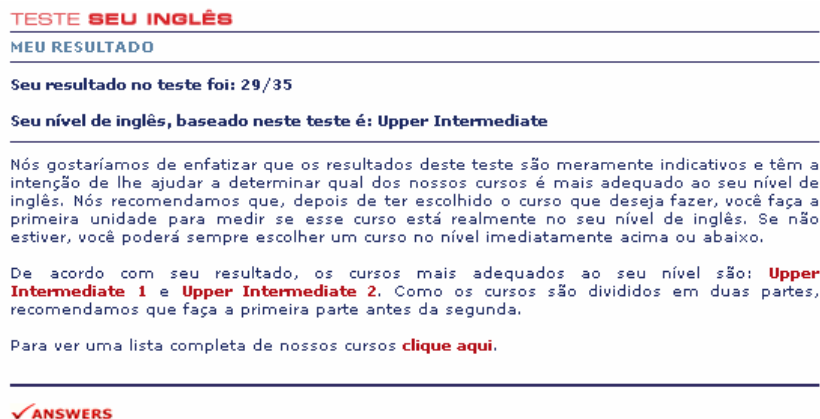 TESTE SEU INGLÊS
MEU RESULTADO
Seu resultado no teste foi: 29/35
Seu nível de inglês, baseado neste teste é: Upper Intermediate
Nós gostaríamos de enfatizar que os resultados deste teste são meramente indicativos e têm a
intenção de lhe ajudar a determinar qual dos nossos cursos é mais adequado ao seu nível de
inglês. Nós recomendamos que, depois de ter escolhido o curso que deseja fazer, você faça a
primeira unidade para medir se esse curso está realmente no seu nível de inglês. Se não
estiver, você poderá sempre escolher um curso no nível imediatamente acima ou abaixo.
De acordo com seu resultado, os cursos mais adequados ao seu nível são: Upper
Intermediate 1 e Upper Intermediate 2. Como os cursos são divididos em duas partes,
recomendamos que faça a primeira parte antes da segunda.
Para ver uma lista completa de nossos cursos clique aqui.
ANSWERS